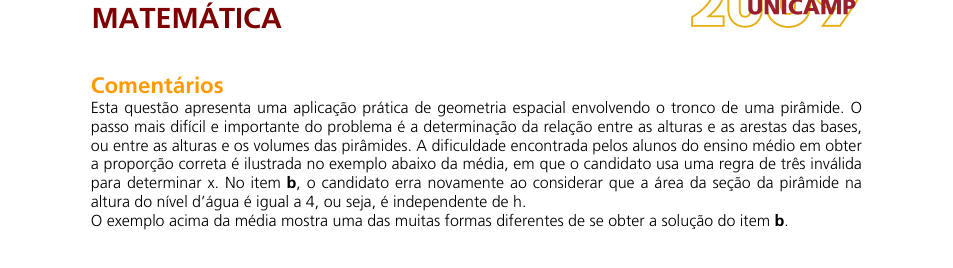 MATEMÁTICA
2009
UNICAMP
Comentários
Esta questão apresenta uma aplicação prática de geometria espacial envolvendo o tronco de uma pirâmide. O
passo mais difícil e importante do problema é a determinação da relação entre as alturas e as arestas das bases,
ou entre as alturas e os volumes das pirâmides. A dificuldade encontrada pelos alunos do ensino médio em obter
a proporção correta é ilustrada no exemplo abaixo da média, em que o candidato usa uma regra de três inválida
para determinar x. No item b, o candidato erra novamente ao considerar que a área da seção da pirâmide na
altura do nível d’água é igual a 4, ou seja, é independente de h.
O exemplo acima da média mostra uma das muitas formas diferentes de se obter a solução do item b.